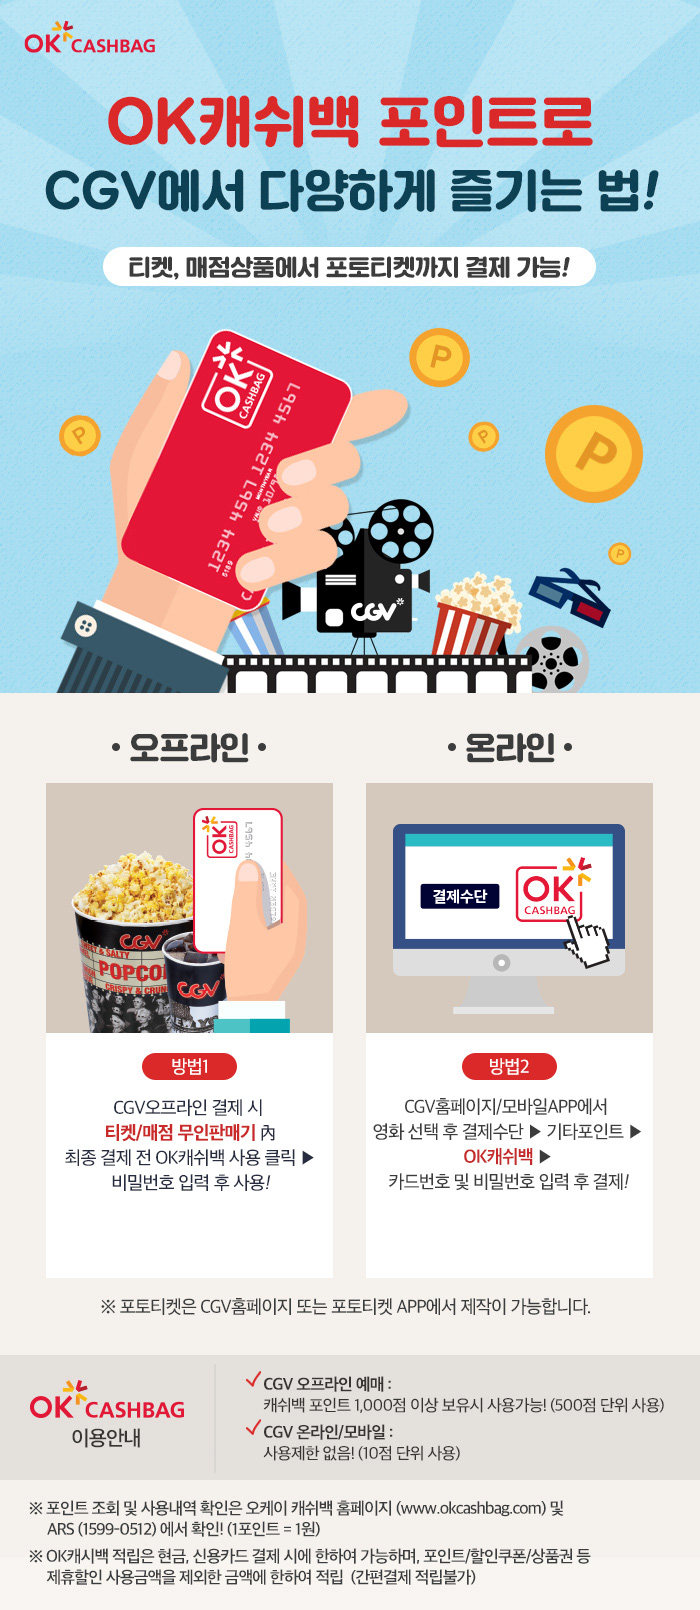 OK CASHBAG
OK캐쉬백 포인트로
CGV에서 다양하게 즐기는 법!
티켓, 매점상품에서 포토티켓까지 결제 가능!
P
P
P
P
P
OK
CASHBAG
1234 4567 1234 4567
5189
CGV
• 오프라인 •
• 온라인 •
OK
CASHBAG
4567
CGV
& SALTY
POPCO
CRISPY & CRUN
CGV
결제수단
OK
CASHBAG
방법1
CGV오프라인 결제 시
티켓/매점 무인판매기 內
최종 결제 전 OK캐쉬백 사용 클릭 ▶
비밀번호 입력 후 사용!
방법2
CGV홈페이지/모바일APP에서
영화 선택 후 결제수단 ▶ 기타포인트 ▶
OK캐쉬백 ▶
카드번호 및 비밀번호 입력 후 결제!
※ 포토티켓은 CGV홈페이지 또는 포토티켓 APP에서 제작이 가능합니다.
OK CASHBAG
이용안내
CGV 오프라인 예매 :
캐쉬백 포인트 1,000점 이상 보유시 사용가능! (500점 단위 사용)
CGV 온라인/모바일 :
사용제한 없음! (10점 단위 사용)
※ 포인트 조회 및 사용내역 확인은 오케이 캐쉬백 홈페이지 (www.okcashbag.com) 및
ARS (1599-0512) 에서 확인! (1포인트 = 1원)
※ OK캐시백 적립은 현금, 신용카드 결제 시에 한하여 가능하며, 포인트/할인쿠폰/상품권 등
제휴할인 사용금액을 제외한 금액에 한하여 적립 (간편결제 적립불가)